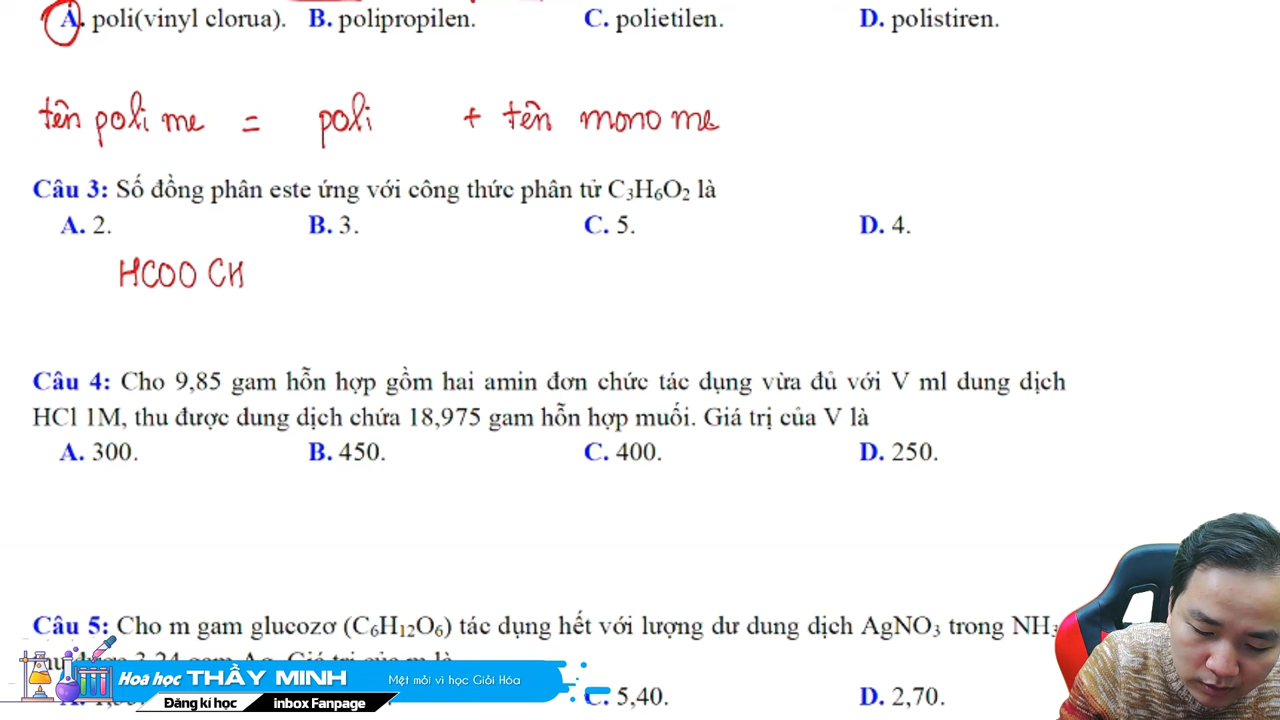 A. poli(vinyl clorua). B. polipropilen. C. polietilen. D. polistiren.
tên polime = poli + tên monome
Câu 3: Số đồng phân este ứng với công thức phân tử C₃H₆O₂ là
A. 2. B. 3. C. 5. D. 4.
HCOO CH
Câu 4: Cho 9,85 gam hỗn hợp gồm hai amin đơn chức tác dụng vừa đủ với V ml dung dịch
HCl 1M, thu được dung dịch chứa 18,975 gam hỗn hợp muối. Giá trị của V là
A. 300. B. 450. C. 400. D. 250.
Câu 5: Cho m gam glucozơ (C₆H₁₂O₆) tác dụng hết với lượng dư dung dịch AgNO₃ trong NH₃
Hoá học THẦY MINH
Mệt mỏi vì học Giỏi Hóa
C. 5,40. D. 2,70.
Đăng kí học inbox Fanpage